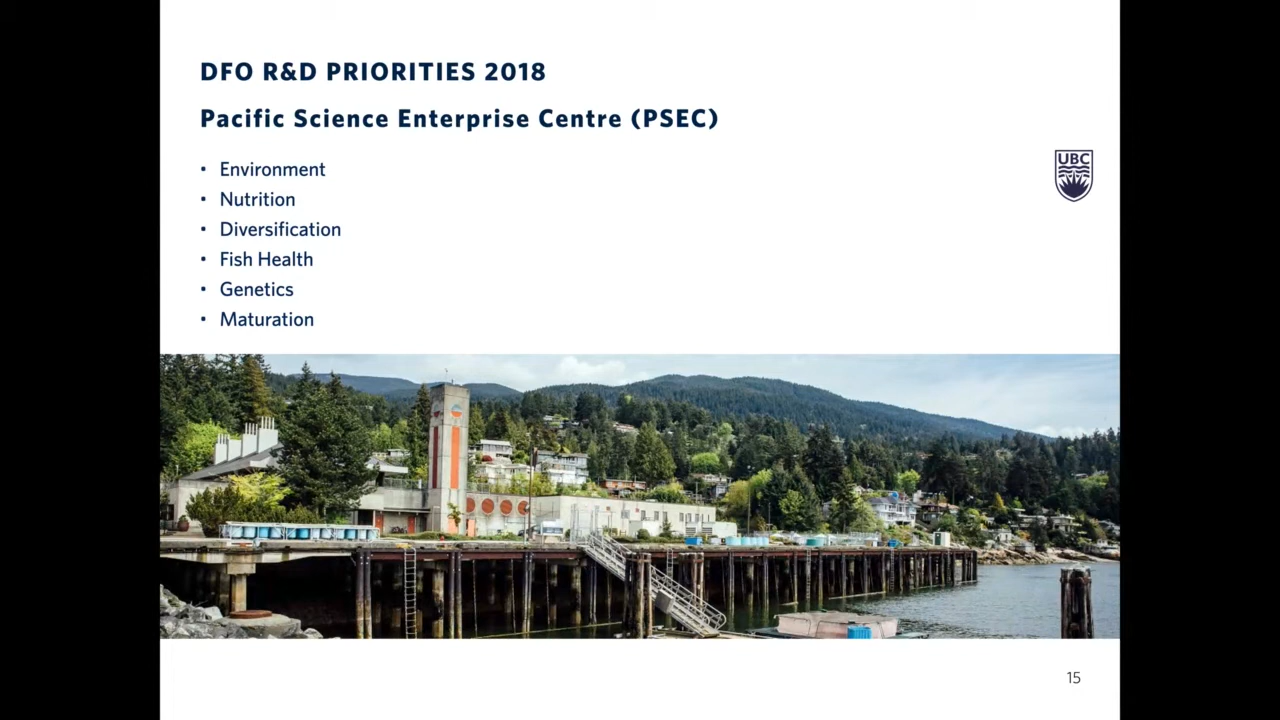 DFO R&D PRIORITIES 2018
Pacific Science Enterprise Centre (PSEC)
• Environment
• Nutrition
• Diversification
• Fish Health
• Genetics
• Maturation
UBC
15